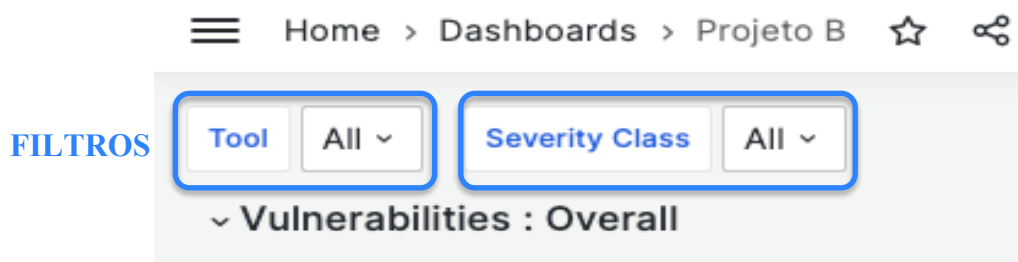 Home > Dashboards > Projeto B
FILTROS Tool All Severity Class All
Vulnerabilities : Overall